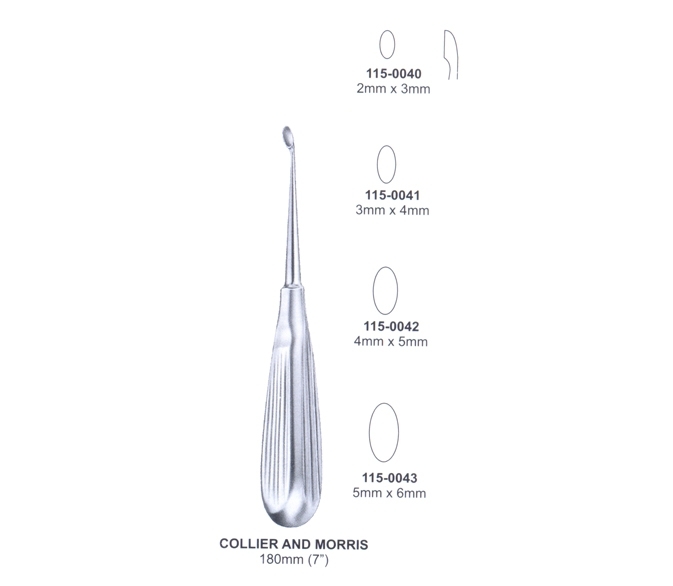 115-0040
2mm x 3mm
115-0041
3mm x 4mm
115-0042
4mm x 5mm
115-0043
5mm x 6mm
COLLIER AND MORRIS
180mm (7")